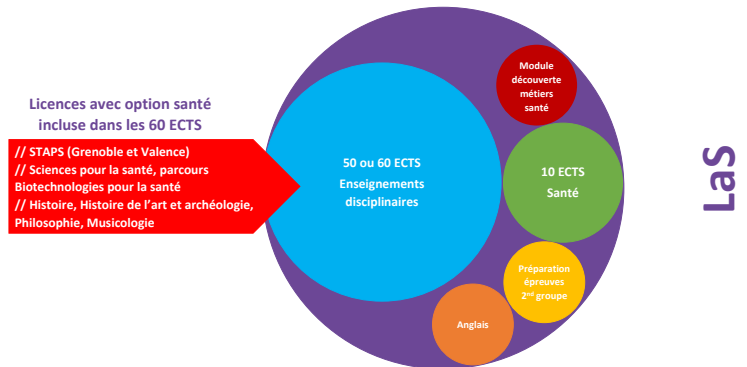 Licences avec option santé
incluse dans les 60 ECTS
// STAPS (Grenoble et Valence)
// Sciences pour la santé, parcours
Biotechnologies pour la santé
// Histoire, Histoire de l'art et archéologie,
Philosophie, Musicologie
50 ou 60 ECTS
Enseignements
disciplinaires
Module
découverte
métiers
santé
10 ECTS
Santé
Préparation
épreuves
2nd groupe
Anglais
LaS